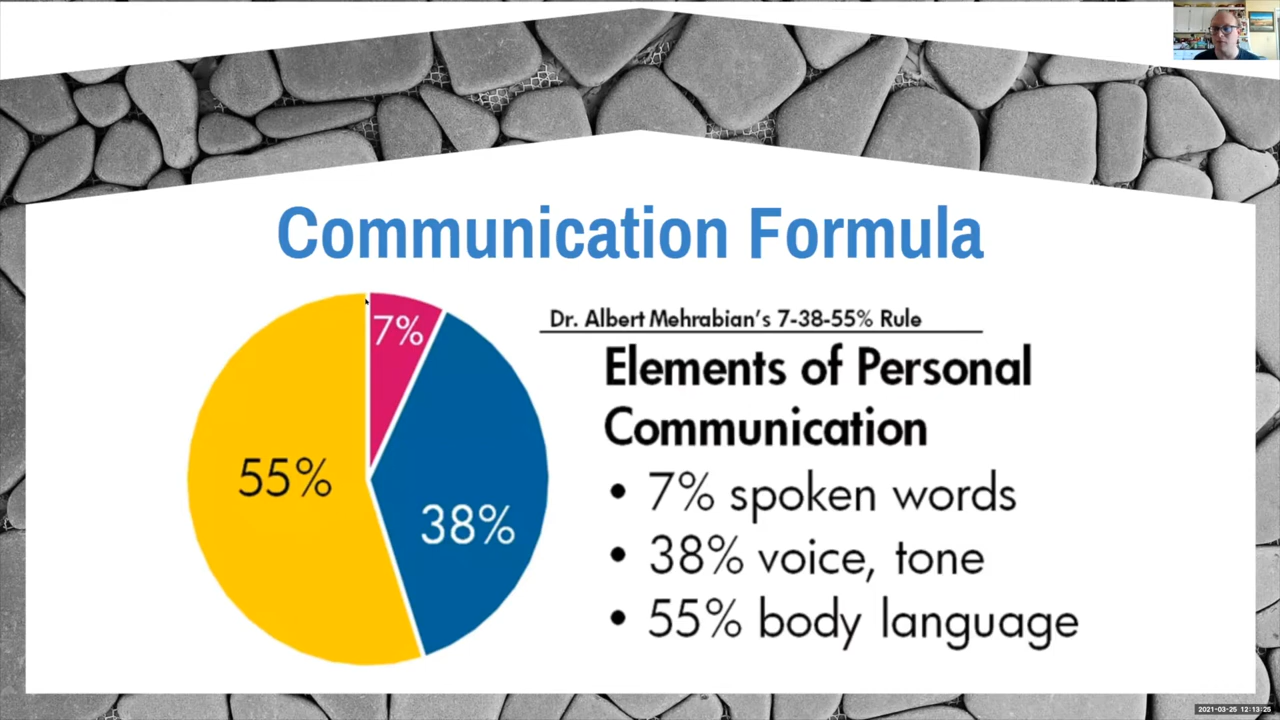 Communication Formula
7%
55%
38%
Dr. Albert Mehrabian's 7-38-55% Rule
Elements of Personal
Communication
• 7% spoken words
• 38% voice, tone
• 55% body language
2021-03-25 12:13:25